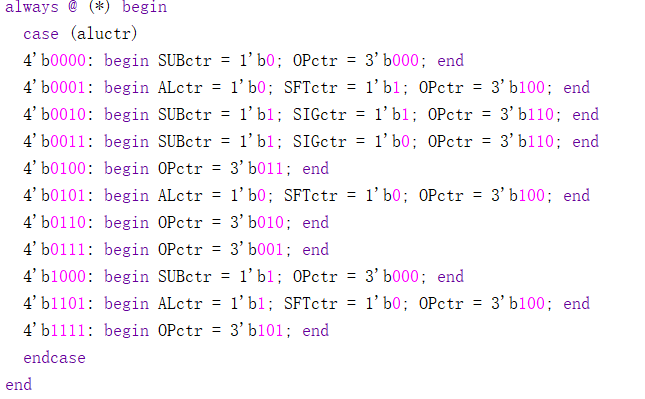 always @ (*) begin
  case (aluctr)
  4'b0000: begin SUBctr = 1'b0; OPctr = 3'b000; end
  4'b0001: begin ALctr = 1'b0; SFTctr = 1'b1; OPctr = 3'b100; end
  4'b0010: begin SUBctr = 1'b1; SIGctr = 1'b1; OPctr = 3'b110; end
  4'b0011: begin SUBctr = 1'b1; SIGctr = 1'b0; OPctr = 3'b110; end
  4'b0100: begin OPctr = 3'b011; end
  4'b0101: begin ALctr = 1'b0; SFTctr = 1'b0; OPctr = 3'b100; end
  4'b0110: begin OPctr = 3'b010; end
  4'b0111: begin OPctr = 3'b001; end
  4'b1000: begin SUBctr = 1'b1; OPctr = 3'b000; end
  4'b1101: begin ALctr = 1'b1; SFTctr = 1'b0; OPctr = 3'b100; end
  4'b1111: begin OPctr = 3'b101; end
  endcase
end